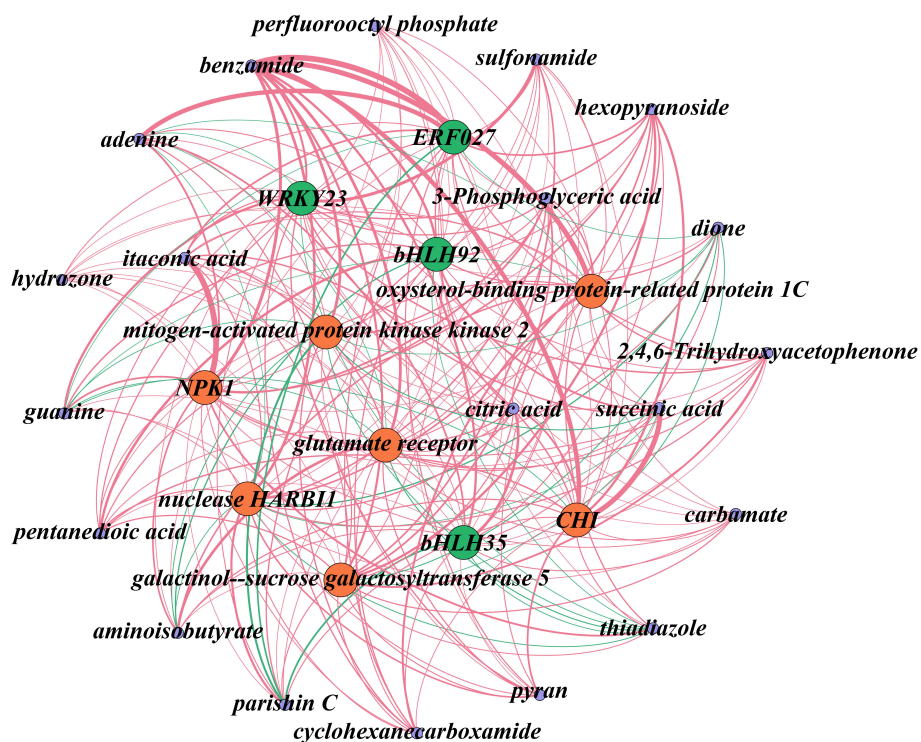 perfluorooctyl phosphate
benzamide
sulfonamide
hexopyranoside
adenine
ERF027
WRKY23
3-Phosphoglyceric acid
dione
itaconic acid
bHLH92
hydrazone
oxysterol-binding protein-related protein 1C
mitogen-activated protein kinase kinase 2
2,4,6-Trihydroxyacetophenone
NPK1
guanine
citric acid
succinic acid
glutamate receptor
nuclease HARBI1
CHI
carbamate
pentanedioic acid
bHLH35
galactinol--sucrose galactosyltransferase 5
aminoisobutyrate
thiadiazole
parishin C
pyran
cyclohexanecarboxamide